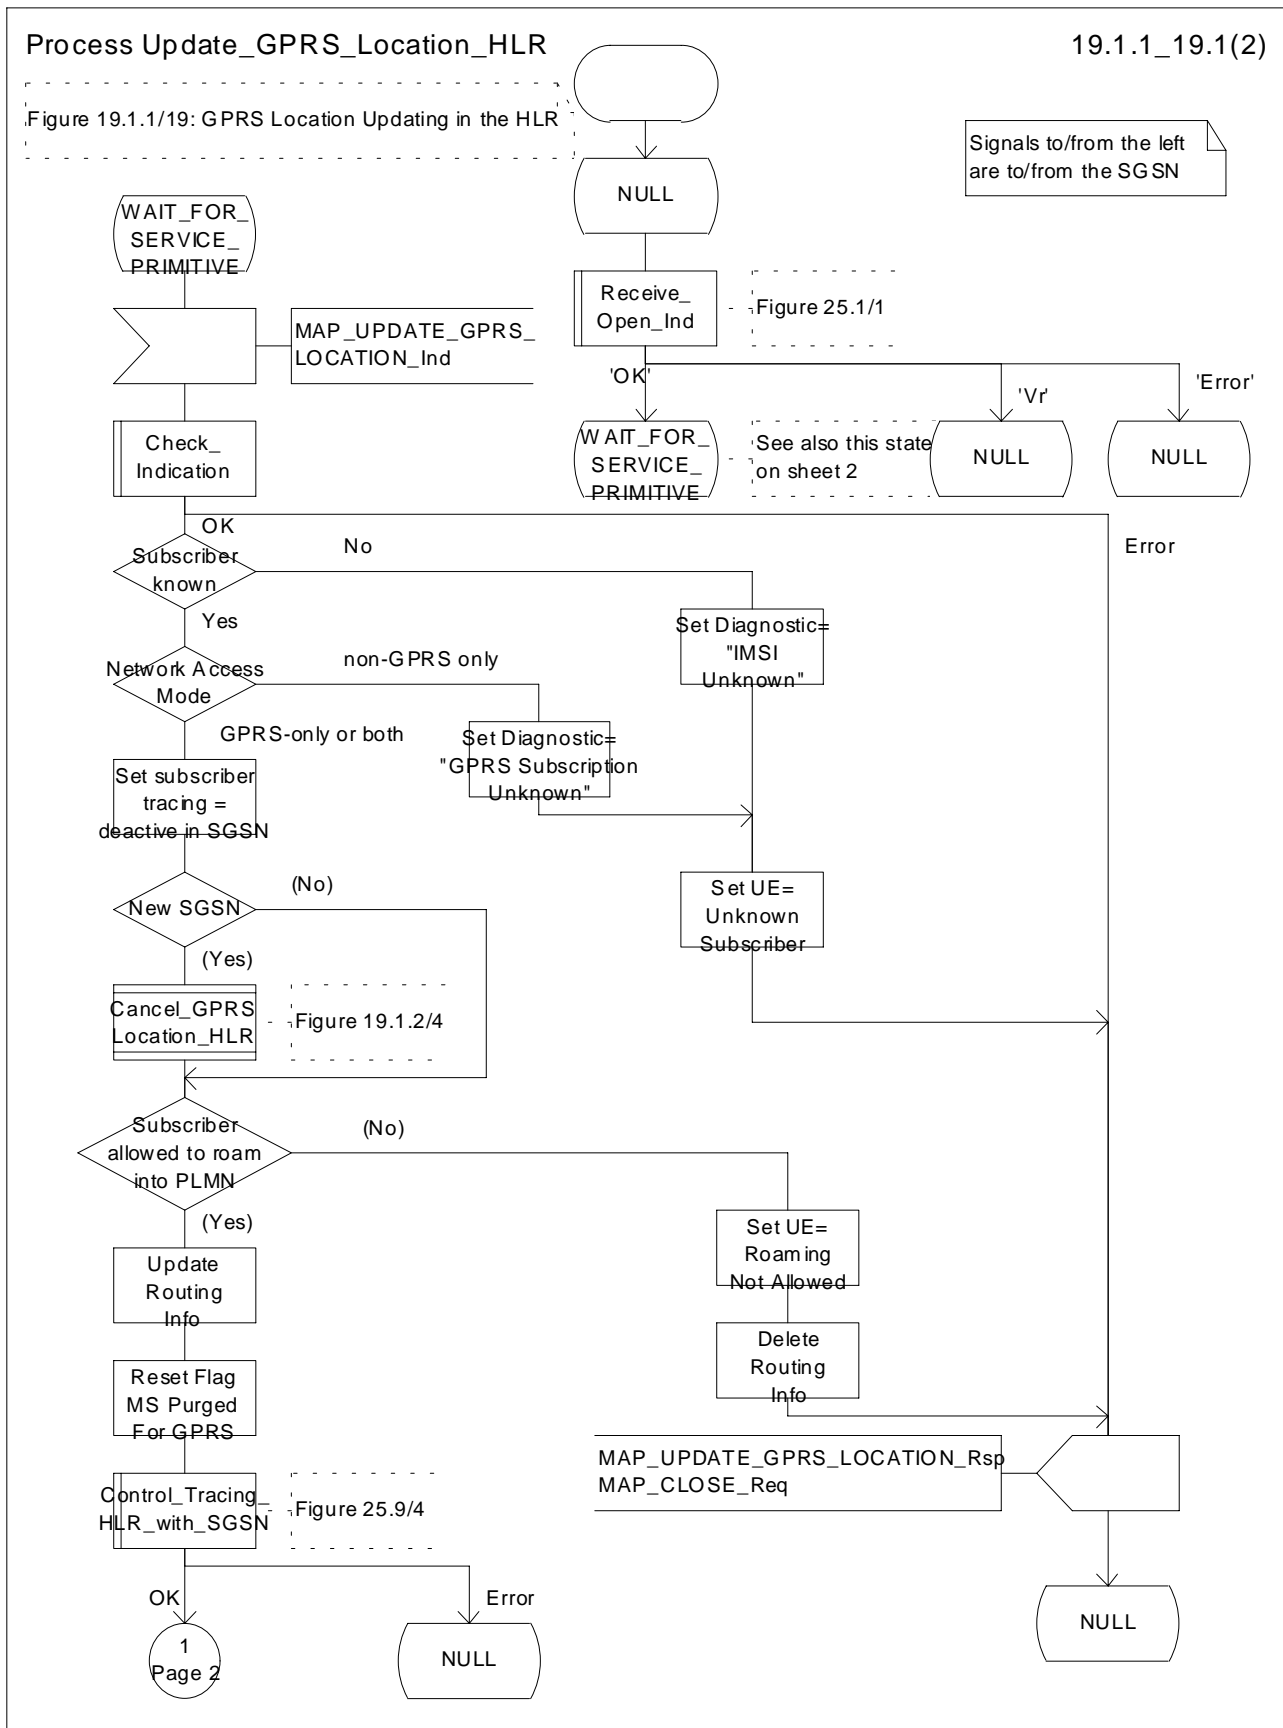 Process Update_GPRS_Location_HLR
19.1.1_19.1(2)
Figure 19.1.1/19: GPRS Location Updating in the HLR
Signals to/from the left
are to/from the SGSN
NULL
WAIT_FOR_
SERVICE_
PRIMITIVE
Receive_
Open_Ind
Figure 25.1/1
MAP_UPDATE_GPRS_
LOCATION_Ind
'OK'
'Vr'
'Error'
Check_
Indication
WAIT_FOR_
SERVICE_
PRIMITIVE
See also this state
on sheet 2
NULL
NULL
OK
Error
Subscriber
known
No
Yes
Set Diagnostic=
"IMSI
Unknown"
Network Access
Mode
non-GPRS only
GPRS-only or both
Set Diagnostic=
"GPRS Subscription
Unknown"
Set subscriber
tracing =
deactive in SGSN
New SGSN
(No)
(Yes)
Set UE=
Unknown
Subscriber
Cancel_GPRS
Location_HLR
Figure 19.1.2/4
Subscriber
allowed to roam
into PLMN
(No)
(Yes)
Set UE=
Roaming
Not Allowed
Update
Routing
Info
Delete
Routing
Info
Reset Flag
MS Purged
For GPRS
MAP_UPDATE_GPRS_LOCATION_Rsp
MAP_CLOSE_Req
Control_Tracing_
HLR_with_SGSN
Figure 25.9/4
OK
Error
1
Page 2
NULL
NULL